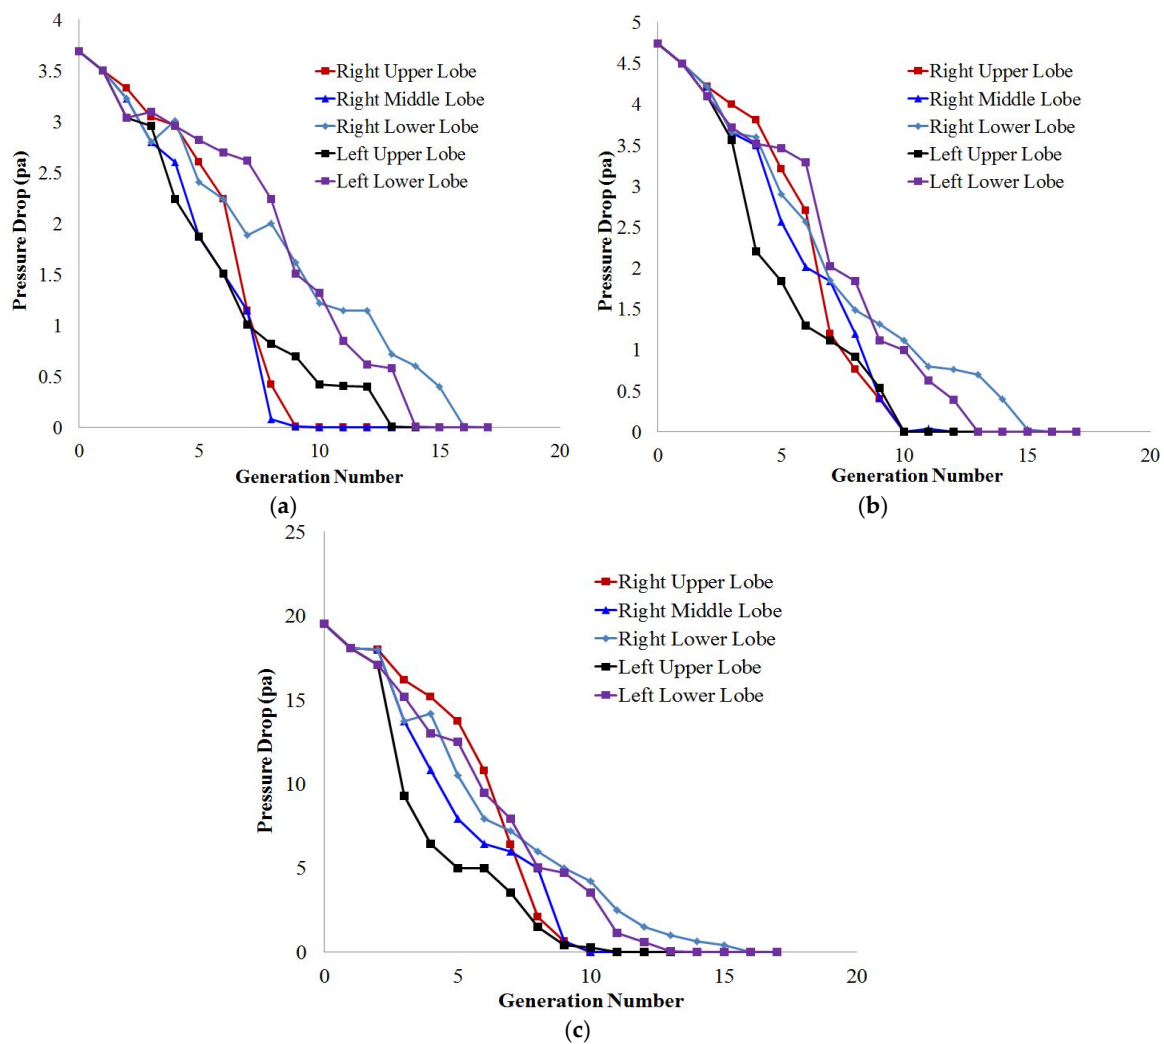 4
3.5
3
2.5
2
1.5
1
0.5
0
Pressure Drop (pa)
Right Upper Lobe
Right Middle Lobe
Right Lower Lobe
Left Upper Lobe
Left Lower Lobe
0 5 10 15 20
Generation Number
(a)
5
4.5
4
3.5
3
2.5
2
1.5
1
0.5
0
Pressure Drop (pa)
Right Upper Lobe
Right Middle Lobe
Right Lower Lobe
Left Upper Lobe
Left Lower Lobe
0 5 10 15 20
Generation Number
(b)
25
20
15
10
5
0
Pressure Drop (pa)
Right Upper Lobe
Right Middle Lobe
Right Lower Lobe
Left Upper Lobe
Left Lower Lobe
0 5 10 15 20
Generation Number
(c)